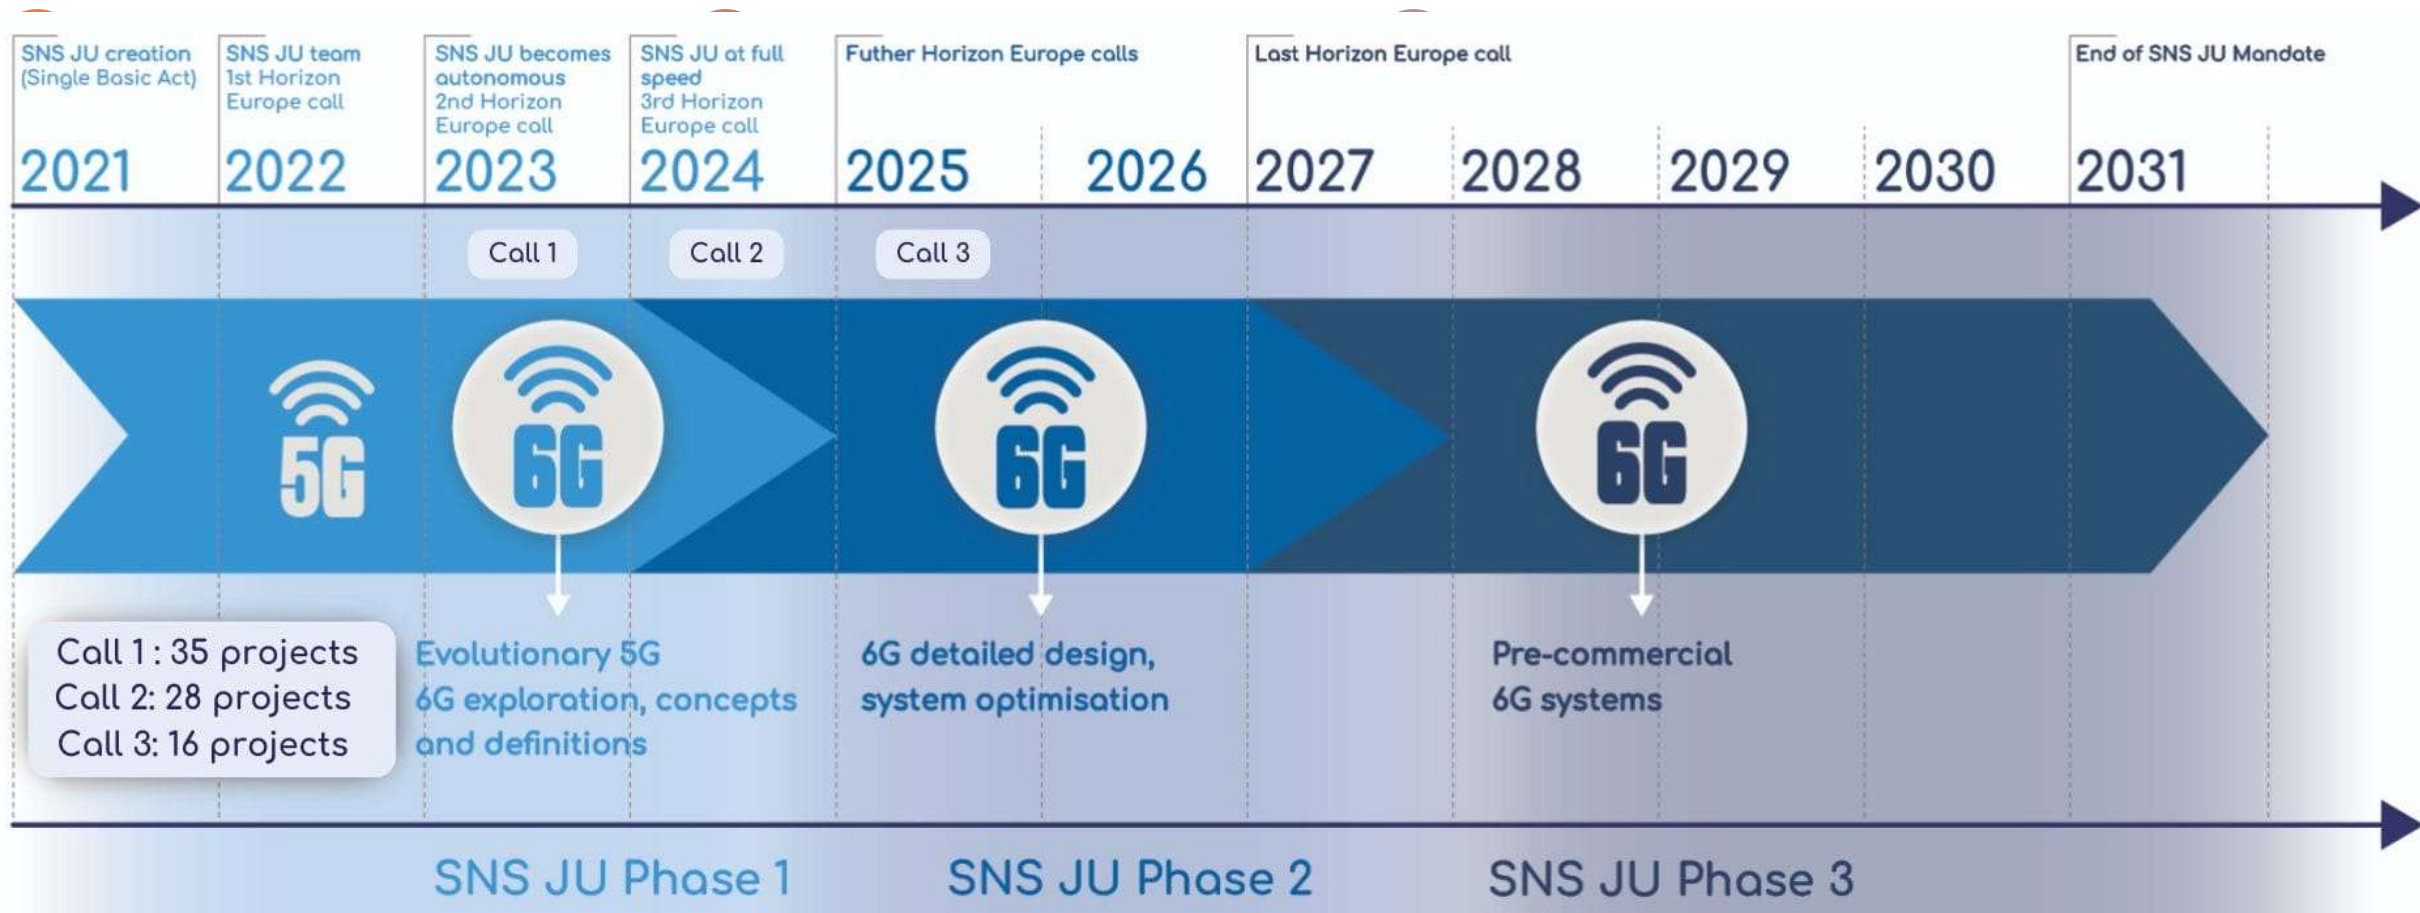 SNS JU creation
(Single Basic Act)
2021
SNS JU team
1st Horizon
Europe call
2022
SNS JU becomes
autonomous
2nd Horizon
Europe call
2023
SNS JU at full
speed
3rd Horizon
Europe call
2024
Futher Horizon Europe calls
2025
2026
Last Horizon Europe call
2027
2028
2029
2030
End of SNS JU Mandate
2031
Call 1
Call 2
Call 3
5G
6G
6G
6G
Call 1 : 35 projects
Call 2: 28 projects
Call 3: 16 projects
Evolutionary 5G
6G exploration, concepts
and definitions
6G detailed design,
system optimisation
Pre-commercial
6G systems
SNS JU Phase 1
SNS JU Phase 2
SNS JU Phase 3